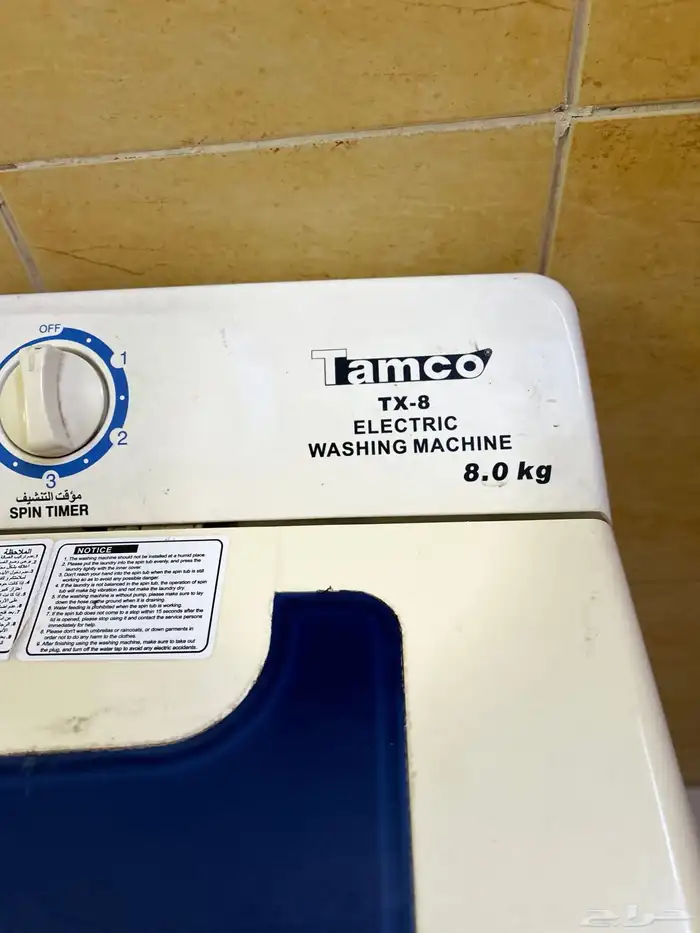 OFF
1
2
3
مؤقت التنشيف
SPIN TIMER
Tamco
TX-8
ELECTRIC
WASHING MACHINE
8.0 kg
الملاحظة
NOTICE
1. The washing machine should not be installed at a humid place.
2. Please put the laundry into the spin tub evenly, and press the
laundry tightly with the inner cover.
3. Don't reach your hand into the spin tub when the spin tub is still
working so as to avoid any possible danger.
4. If the laundry is not balanced in the spin tub, the operation of spin
tub will make big vibration and not make the laundry dry.
5. If the washing machine is without pump, please make sure to lay
down the hose to the ground when it is draining.
6. Water feeding is prohibited when the spin tub is working.
7. If the spin tub does not come to a stop within 15 seconds after the
lid is opened, please stop using it and contact the service persons
immediately for help.
8. Please don't wash umbrellas or raincoats, or down garments in
order not to do any harm to the clothes.
9. After finishing using the washing machine, make sure to take out
the plug, and turn off the water tap to avoid any electric accidents.
حراج